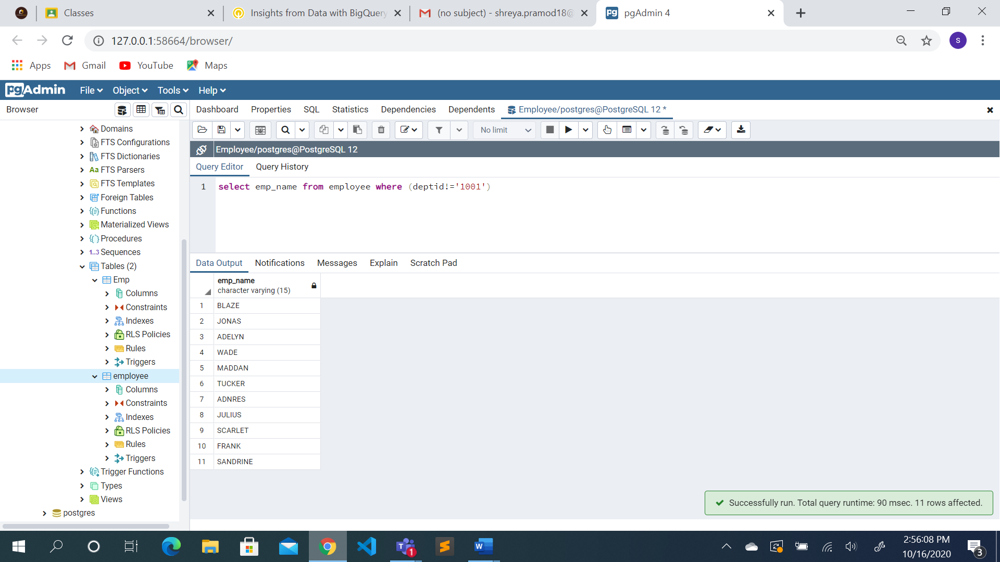 Classes
Insights from Data with BigQuery
(no subject) - shreya.pramod18@
pgAdmin 4
127.0.0.1:58664/browser/
S
Apps
Gmail
YouTube
Maps
pgAdmin
File
Object
Tools
Help
Browser
Dashboard
Properties
SQL
Statistics
Dependencies
Dependents
Employee/postgres@PostgreSQL 12 *
No limit
Employee/postgres@PostgreSQL 12
Query Editor
Query History
1 select emp_name from employee where (deptid!='1001')
Domains
FTS Configurations
FTS Dictionaries
Aa FTS Parsers
FTS Templates
Foreign Tables
Functions
Materialized Views
Procedures
1..3 Sequences
Tables (2)
Emp
Columns
Constraints
Indexes
RLS Policies
Rules
Triggers
employee
Columns
Constraints
Indexes
RLS Policies
Rules
Triggers
Trigger Functions
Types
Views
postgres
Data Output
Notifications
Messages
Explain
Scratch Pad
emp_name
character varying (15)
1 BLAZE
2 JONAS
3 ADELYN
4 WADE
5 MADDAN
6 TUCKER
7 ADNRES
8 JULIUS
9 SCARLET
10 FRANK
11 SANDRINE
Successfully run. Total query runtime: 90 msec. 11 rows affected.
T
1
S
W
2:56:08 PM
10/16/2020
3